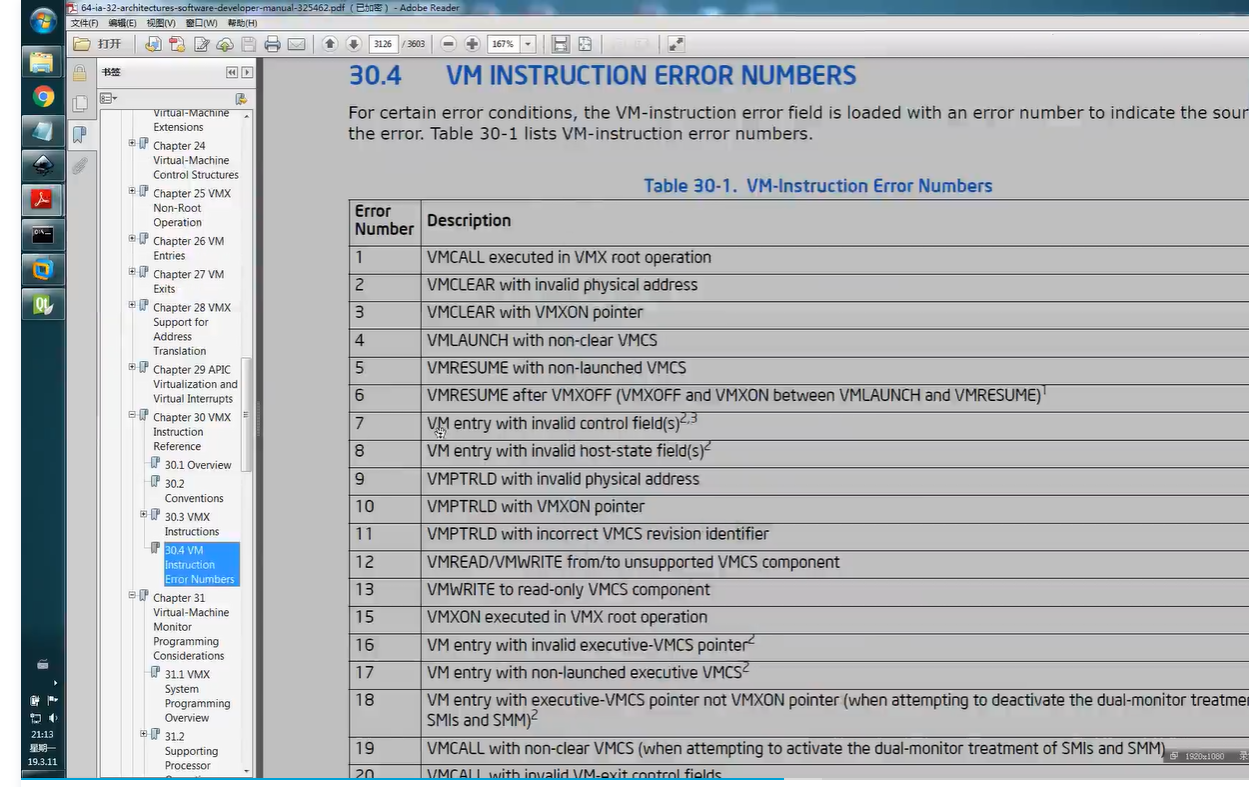 64-ia-32-architectures-software-developer-manual-325462.pdf (已加密) - Adobe Reader
文件(F) 编辑(E) 视图(V) 窗口(W) 帮助(H)
打开 3126 / 3603 167%
书签
Virtual-Machine
Extensions
Chapter 24
Virtual-Machine
Control Structures
Chapter 25 VMX
Non-Root
Operation
Chapter 26 VM
Entries
Chapter 27 VM
Exits
Chapter 28 VMX
Support for
Address
Translation
Chapter 29 APIC
Virtualization and
Virtual Interrupts
Chapter 30 VMX
Instruction
Reference
30.1 Overview
30.2
Conventions
30.3 VMX
Instructions
30.4 VM
Instruction
Error Numbers
Chapter 31
Virtual-Machine
Monitor
Programming
Considerations
31.1 VMX
System
Programming
Overview
31.2
Supporting
Processor
30.4 VM INSTRUCTION ERROR NUMBERS
For certain error conditions, the VM-instruction error field is loaded with an error number to indicate the sour
the error. Table 30-1 lists VM-instruction error numbers.
Table 30-1. VM-Instruction Error Numbers
Error
Number Description
1 VMCALL executed in VMX root operation
2 VMCLEAR with invalid physical address
3 VMCLEAR with VMXON pointer
4 VMLAUNCH with non-clear VMCS
5 VMRESUME with non-launched VMCS
6 VMRESUME after VMXOFF (VMXOFF and VMXON between VMLAUNCH and VMRESUME)1
7 VM entry with invalid control field(s)2,3
8 VM entry with invalid host-state field(s)2
9 VMPTRLD with invalid physical address
10 VMPTRLD with VMXON pointer
11 VMPTRLD with incorrect VMCS revision identifier
12 VMREAD/VMWRITE from/to unsupported VMCS component
13 VMWRITE to read-only VMCS component
15 VMXON executed in VMX root operation
16 VM entry with invalid executive-VMCS pointer2
17 VM entry with non-launched executive VMCS2
18 VM entry with executive-VMCS pointer not VMXON pointer (when attempting to deactivate the dual-monitor treatme
SMIs and SMM)2
19 VMCALL with non-clear VMCS (when attempting to activate the dual-monitor treatment of SMIs and SMM)
20 VMCALL with invalid VM-exit control fields
1920x1080
21:13
星期一
19.3.11